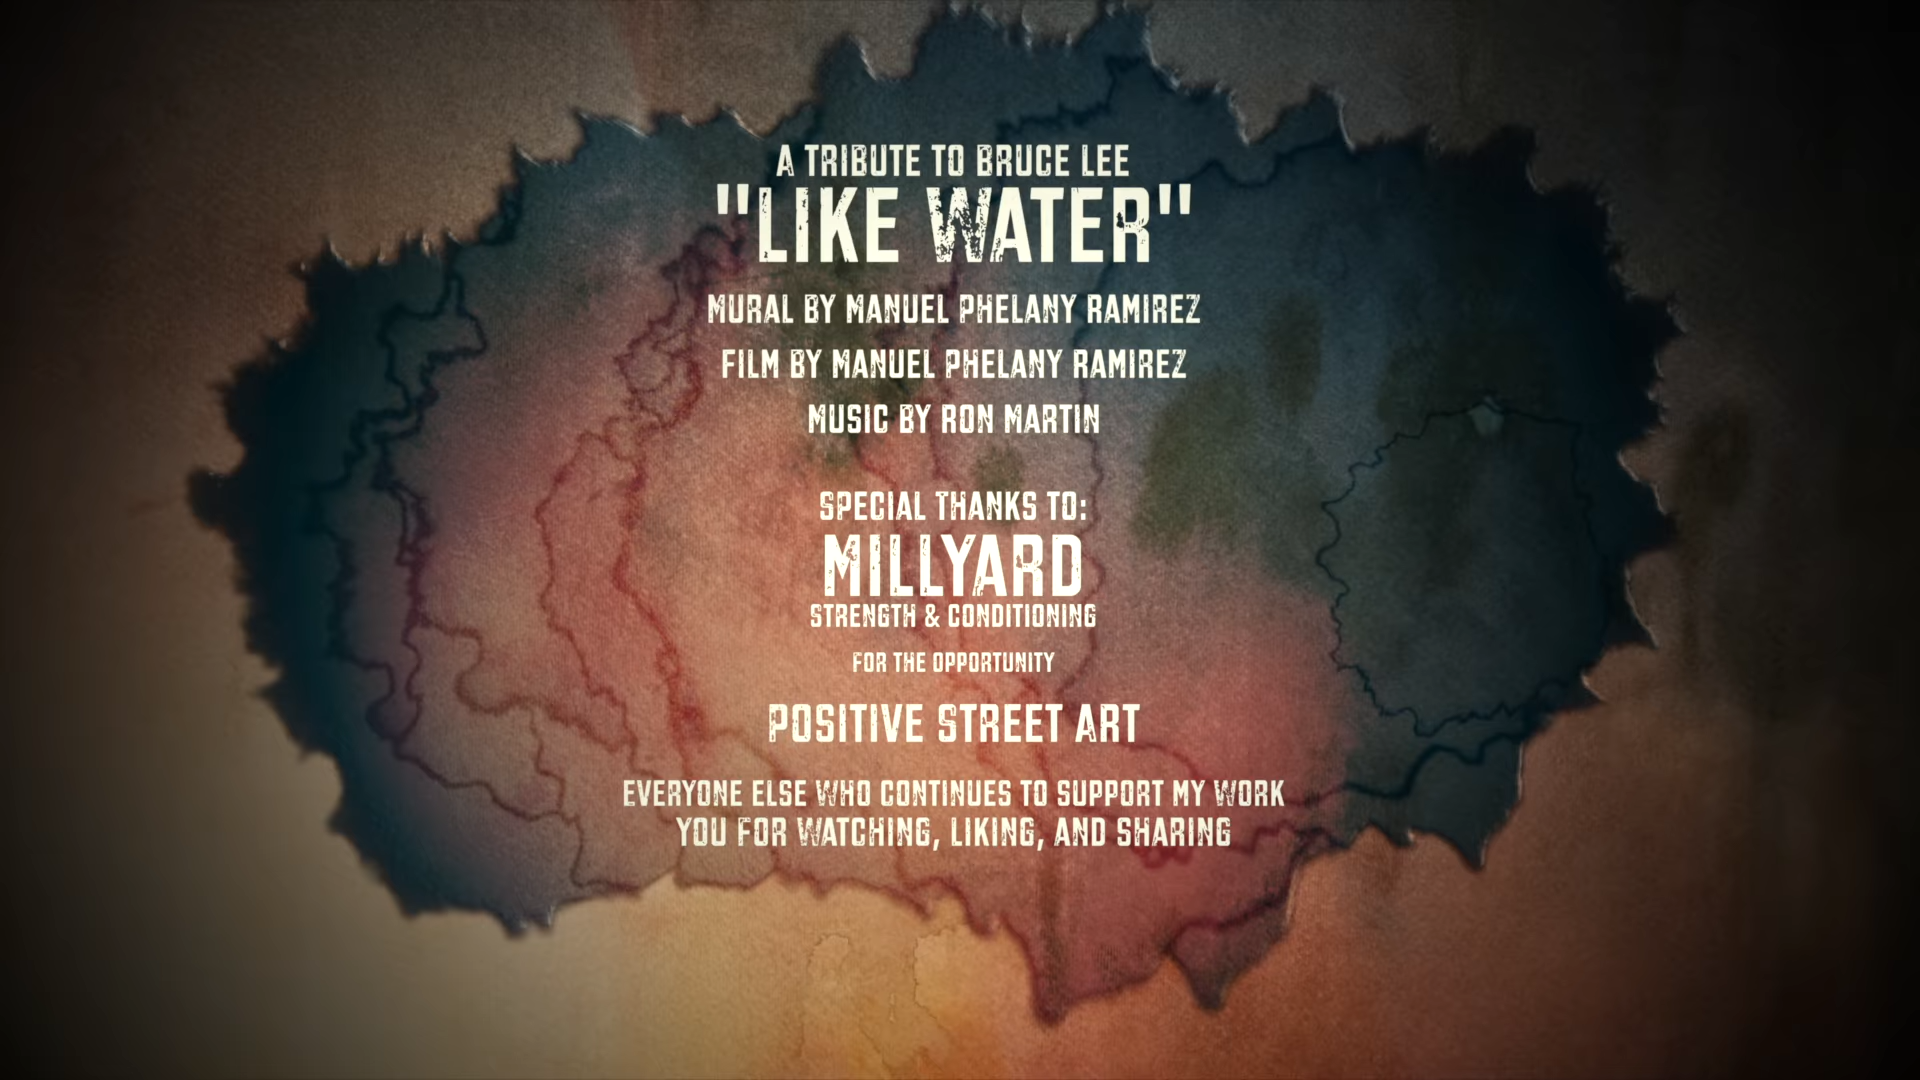 A TRIBUTE TO BRUCE LEE
"LIKE WATER"
MURAL BY MANUEL PHELANY RAMIREZ
FILM BY MANUEL PHELANY RAMIREZ
MUSIC BY RON MARTIN
SPECIAL THANKS TO:
MILLYARD
STRENGTH & CONDITIONING
FOR THE OPPORTUNITY
POSITIVE STREET ART
EVERYONE ELSE WHO CONTINUES TO SUPPORT MY WORK
YOU FOR WATCHING, LIKING, AND SHARING